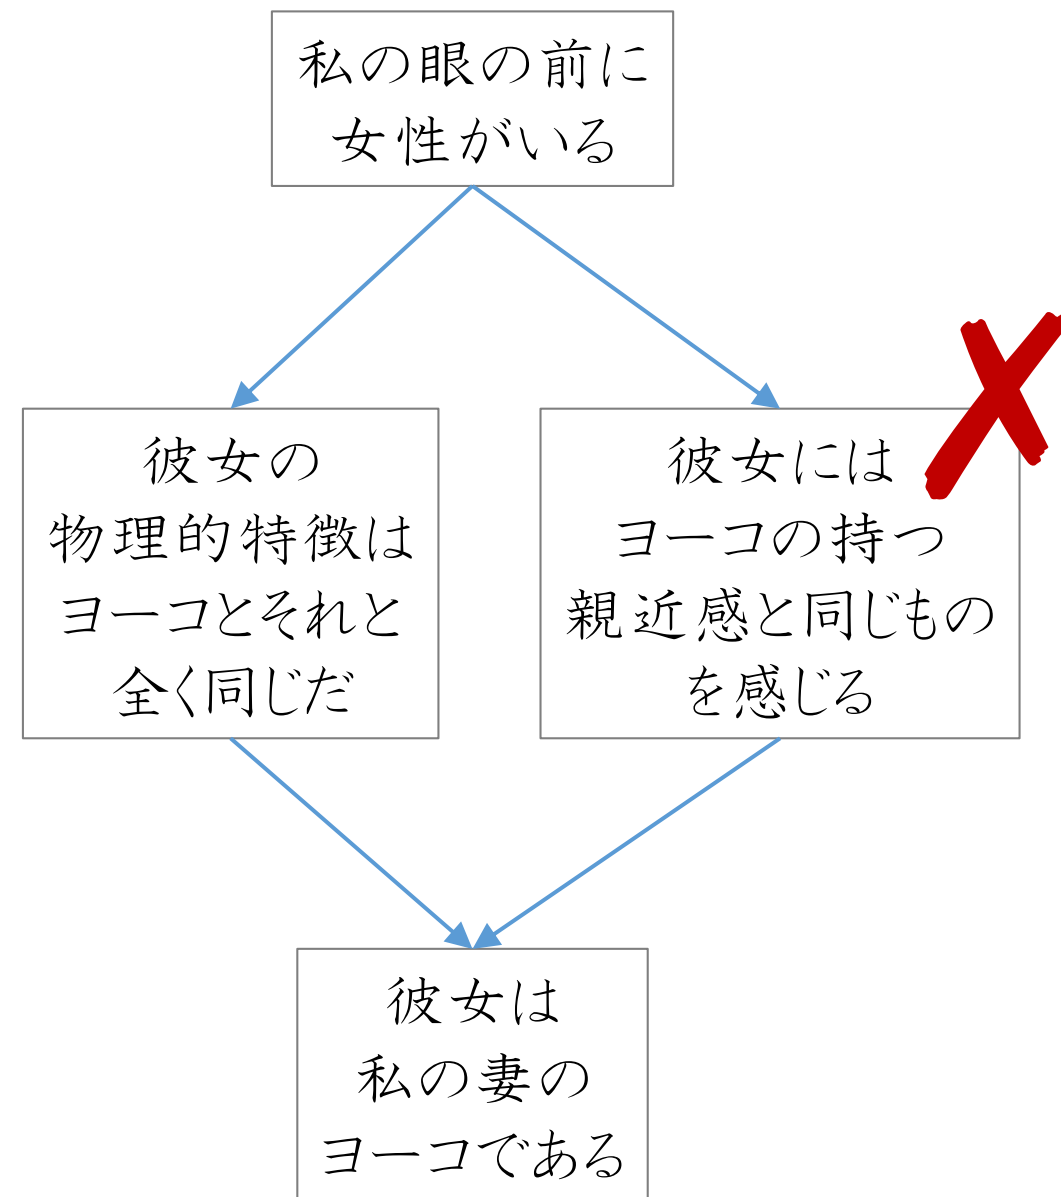 私の眼の前に
女性がいる
彼女の
物理的特徴は
ヨーコとそれと
全く同じだ
彼女には
ヨーコの持つ
親近感と同じもの
を感じる
彼女は
私の妻の
ヨーコである